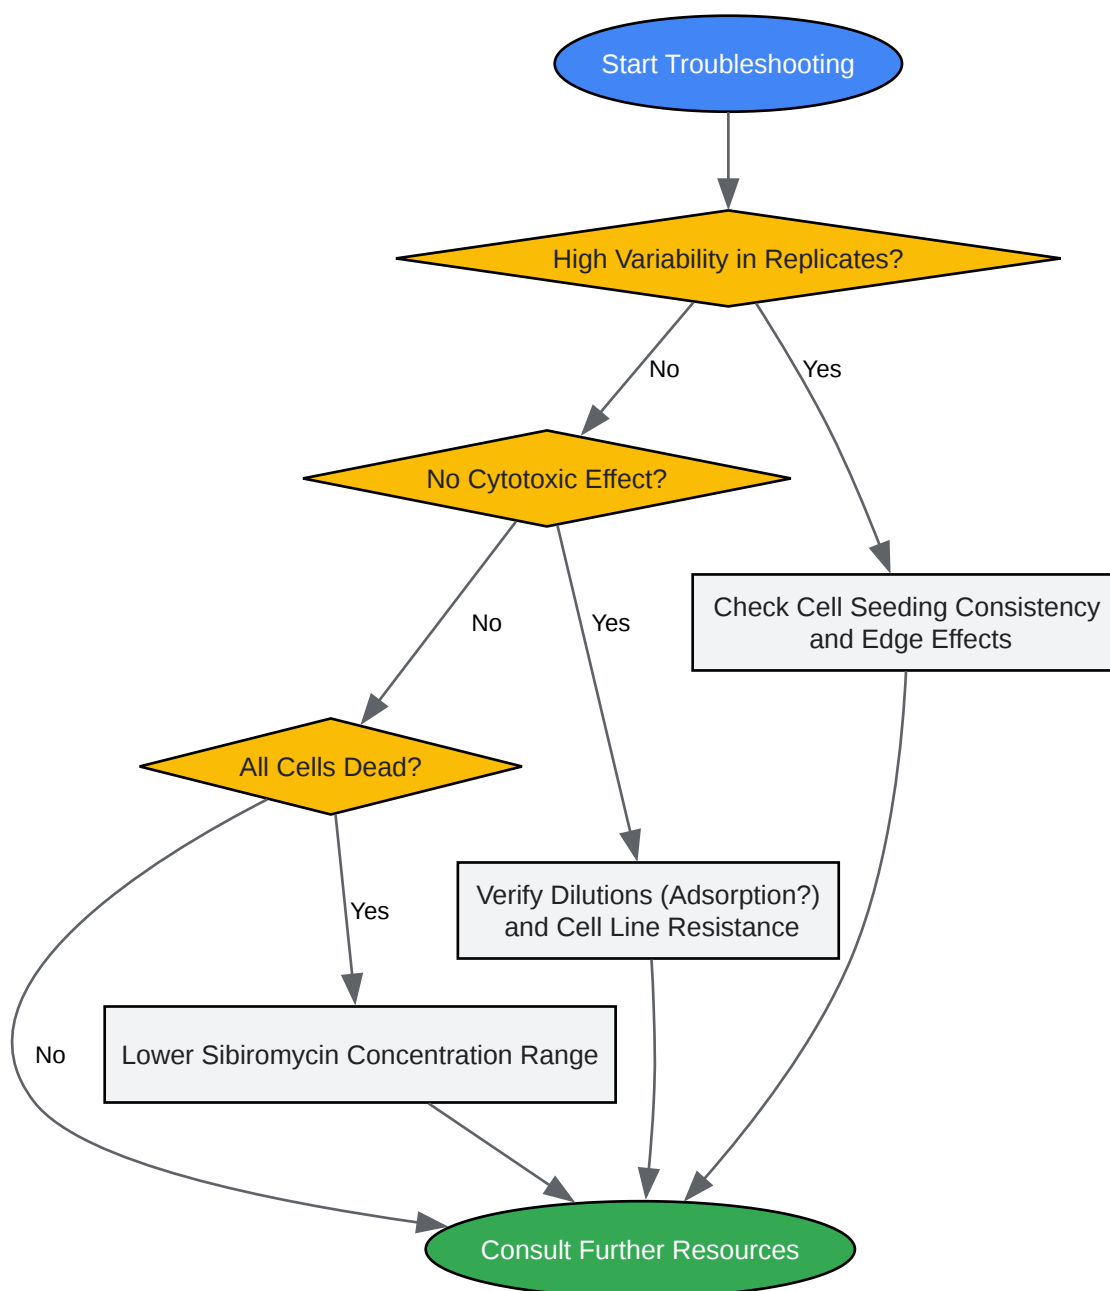 Start Troubleshooting
High Variability in Replicates?
No
Yes
No Cytotoxic Effect?
No
Yes
Check Cell Seeding Consistency
and Edge Effects
All Cells Dead?
Yes
Verify Dilutions (Adsorption?)
and Cell Line Resistance
No
Lower Sibiromycin Concentration Range
Consult Further Resources